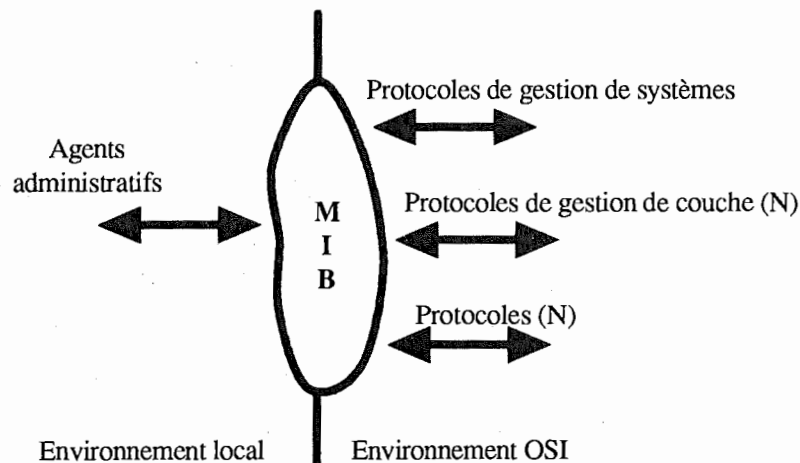 Protocoles de gestion de systèmes
Agents
administratifs
M
I
B
Protocoles de gestion de couche (N)
Protocoles (N)
Environnement local
Environnement OSI